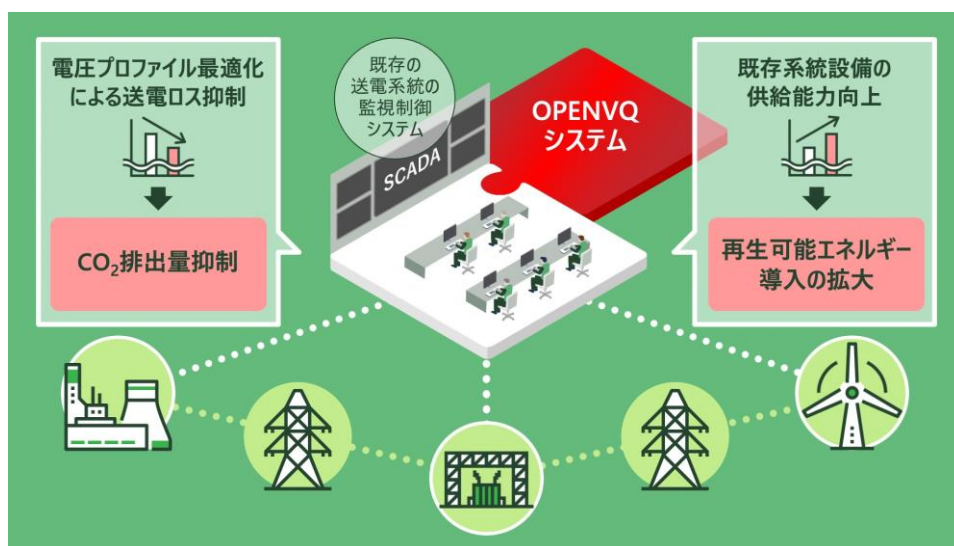 電圧プロファイル最適化
による送電ロス抑制
CO₂排出量抑制
既存の
送電系統の
監視制御
システム
SCADA
OPENVQ
システム
既存系統設備の
供給能力向上
再生可能エネルギー
導入の拡大